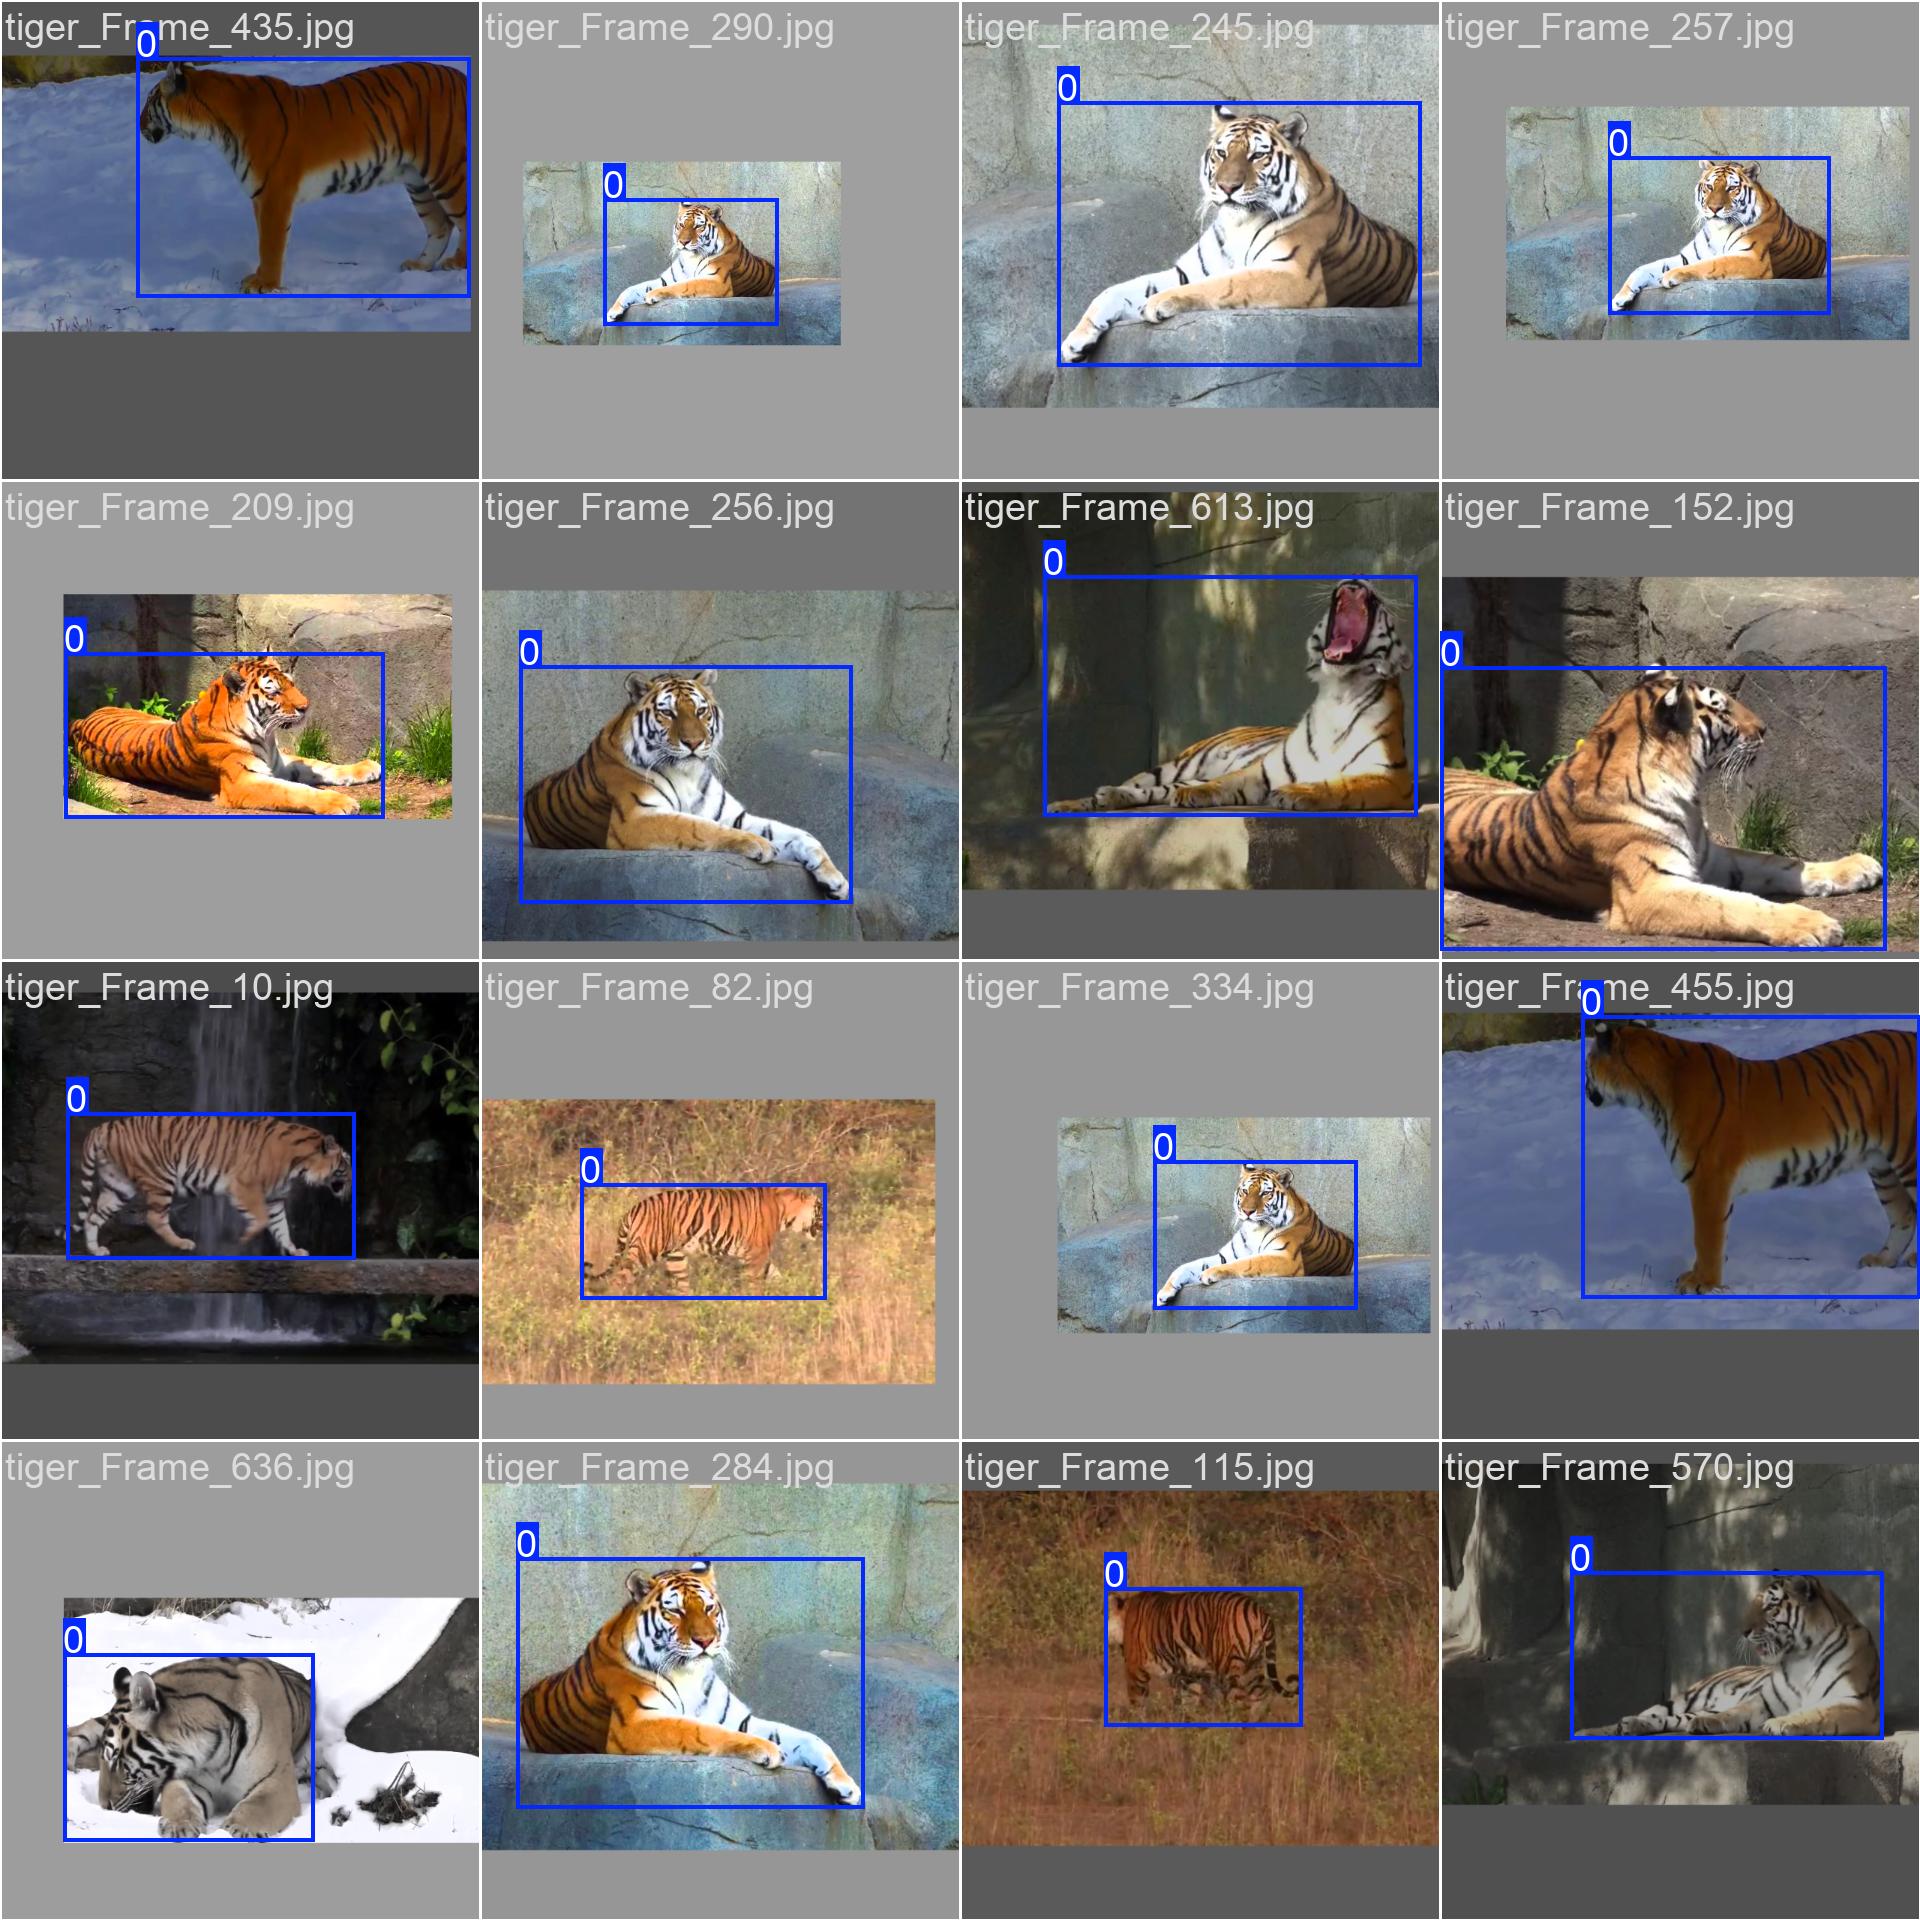 tiger_Frame_435.jpg
0
tiger_Frame_290.jpg
0
tiger_Frame_245.jpg
0
tiger_Frame_257.jpg
0
tiger_Frame_209.jpg
0
tiger_Frame_256.jpg
0
tiger_Frame_613.jpg
0
tiger_Frame_152.jpg
0
tiger_Frame_10.jpg
0
tiger_Frame_82.jpg
0
tiger_Frame_334.jpg
0
tiger_Frame_455.jpg
0
tiger_Frame_636.jpg
0
tiger_Frame_284.jpg
0
tiger_Frame_115.jpg
0
tiger_Frame_570.jpg
0